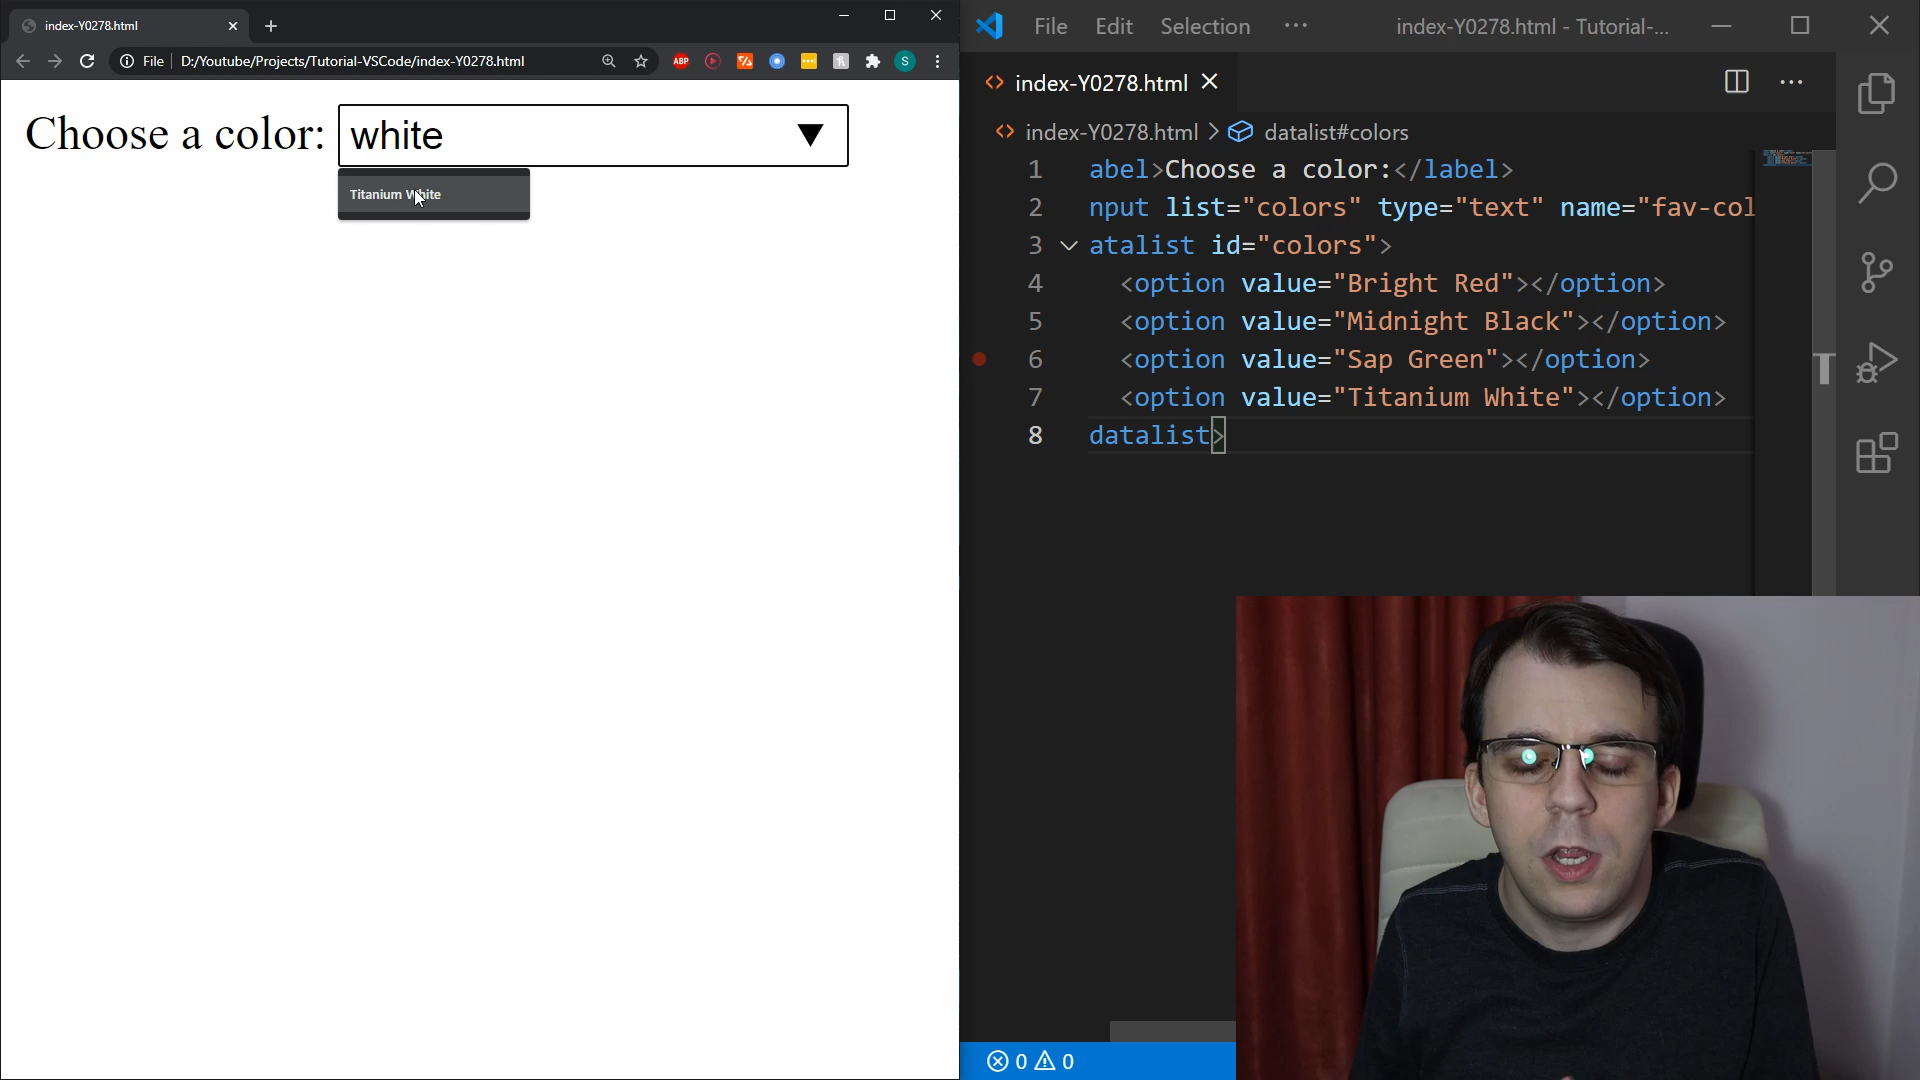 index-Y0278.html
File D:/Youtube/Projects/Tutorial-VSCode/index-Y0278.html
ABP
S
Choose a color: white
Titanium White
File Edit Selection ··· index-Y0278.html - Tutorial-...
index-Y0278.html
index-Y0278.html > datalist#colors
1 abel>Choose a color:</label>
2 nput list="colors" type="text" name="fav-col
3 atalist id="colors">
4 <option value="Bright Red"></option>
5 <option value="Midnight Black"></option>
6 <option value="Sap Green"></option>
7 <option value="Titanium White"></option>
8 datalist>
0 0